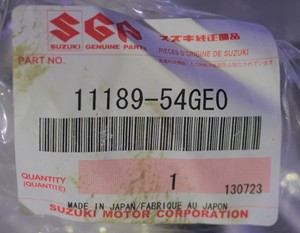 SGP スズキ純正部品
SUZUKI GENUINE PARTS PIÈCES D'ORIGINE DE SUZUKI
PART NO.
11189-54GE0
QUANTITY
(QUANTITÉ)
1
130723
MADE IN JAPAN/FABRIQUE AU JAPON
SUZUKI MOTOR CORPORATION